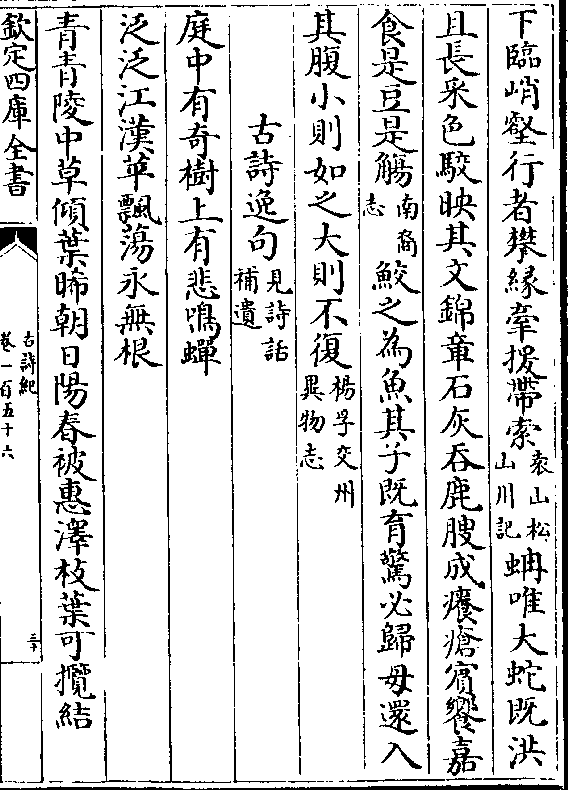 下臨峭壑行者攀緣牽援帶索袁山松山川記蚺唯大蛇既洪
且長采色駮映其文錦章石灰吞鹿腴成養瘡賓饗嘉
食是豆是觴南裔志鮫之為魚其子既育驚必歸母還入
其腹小則如之大則不復楊孚交州異物志
古詩逸句見詩話補遺
庭中有奇樹上有悲鳴蟬
泛泛江漢萍飄蕩永無根
青青陵中草傾葉晞朝日陽春被惠澤枝葉可攬結
欽定四庫全書
古詩紀
卷一百五十六
三十